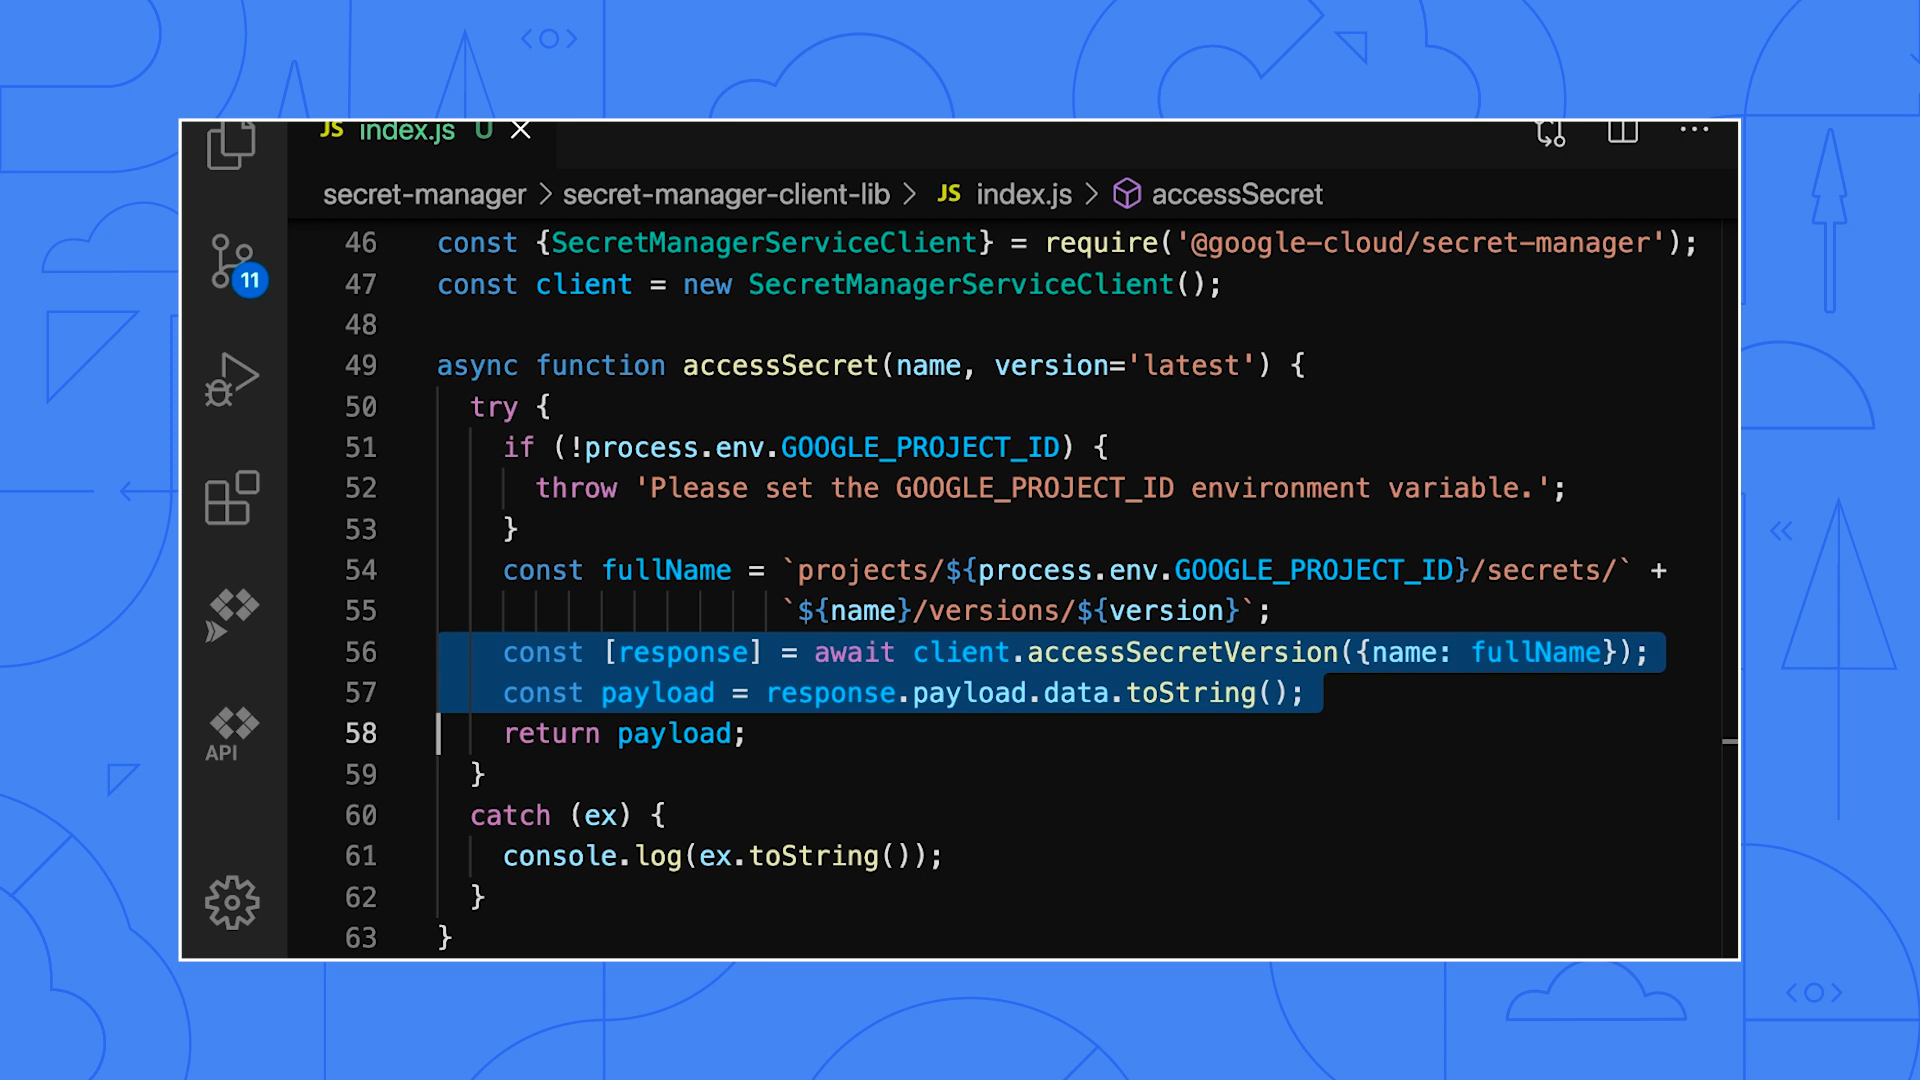 JS index.js U
secret-manager > secret-manager-client-lib > JS index.js > accessSecret
46 const {SecretManagerServiceClient} = require('@google-cloud/secret-manager');
47 const client = new SecretManagerServiceClient();
48
49 async function accessSecret(name, version='latest') {
50 try {
51 if (!process.env.GOOGLE_PROJECT_ID) {
52 throw 'Please set the GOOGLE_PROJECT_ID environment variable.';
53 }
54 const fullName = `projects/${process.env.GOOGLE_PROJECT_ID}/secrets/` +
55 `${name}/versions/${version}`;
56 const [response] = await client.accessSecretVersion({name: fullName});
57 const payload = response.payload.data.toString();
58 return payload;
59 }
60 catch (ex) {
61 console.log(ex.toString());
62 }
63 }
11
API